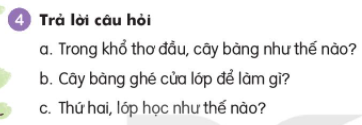 4 Trả lời câu hỏi
a. Trong khổ thơ đầu, cây bàng như thế nào?
b. Cây bàng ghé cửa lớp để làm gì?
c. Thứ hai, lớp học như thế nào?